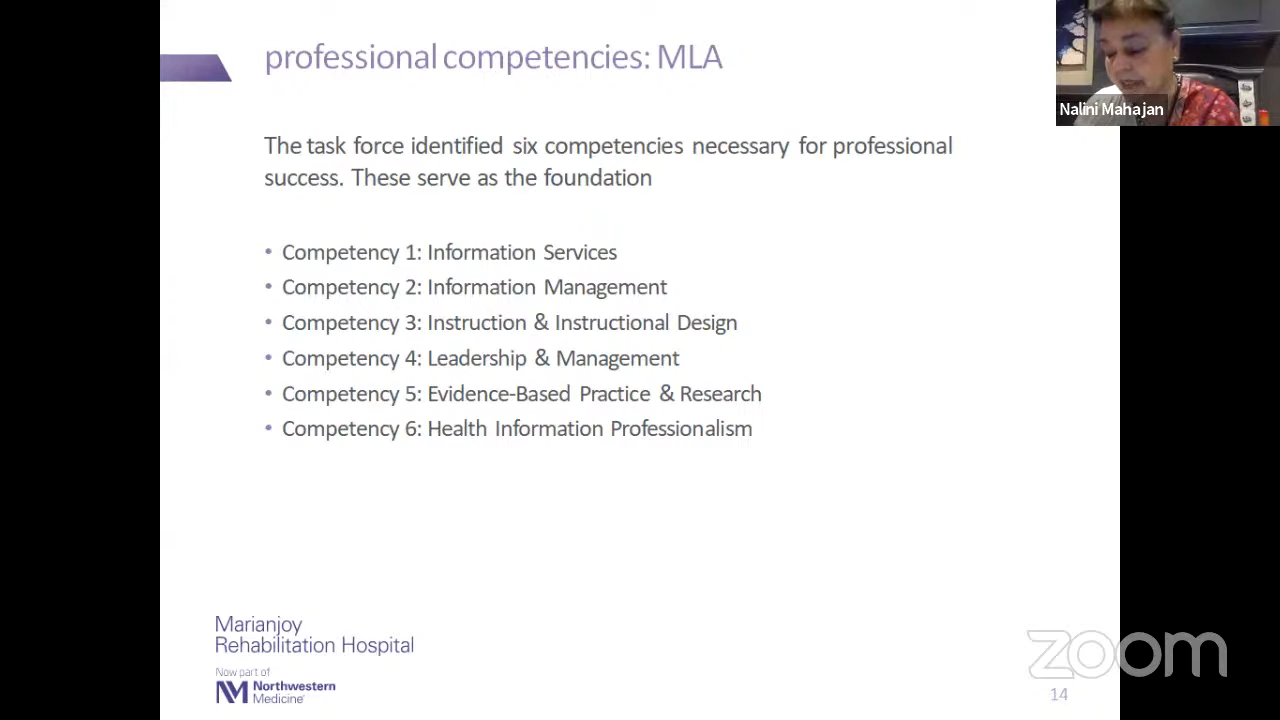 professional competencies: MLA
Nalini Mahajan
The task force identified six competencies necessary for professional
success. These serve as the foundation
• Competency 1: Information Services
• Competency 2: Information Management
• Competency 3: Instruction & Instructional Design
• Competency 4: Leadership & Management
• Competency 5: Evidence-Based Practice & Research
• Competency 6: Health Information Professionalism
Marianjoy
Rehabilitation Hospital
Now part of
NM Northwestern
Medicine
zoom
14